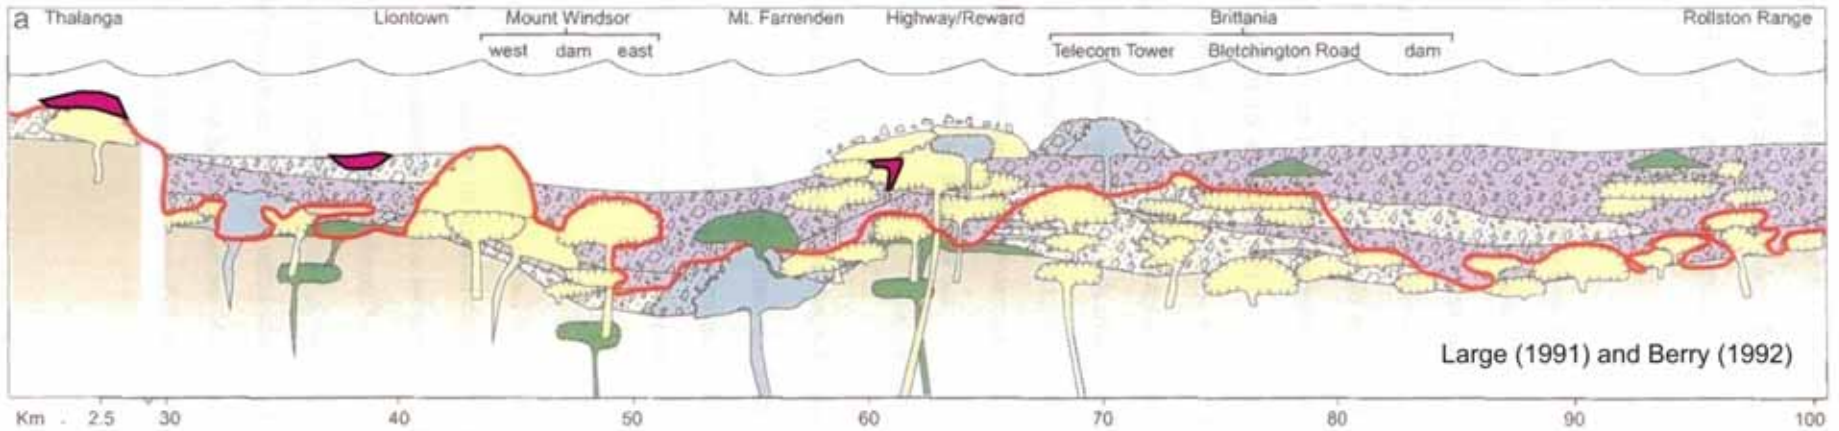 a Thalanga Liontown Mount Windsor Mt. Farrenden Highway/Reward Brittania Rollston Range
west dam east Telecom Tower Bletchington Road dam
Large (1991) and Berry (1992)
Km 2.5 30 40 50 60 70 80 90 100